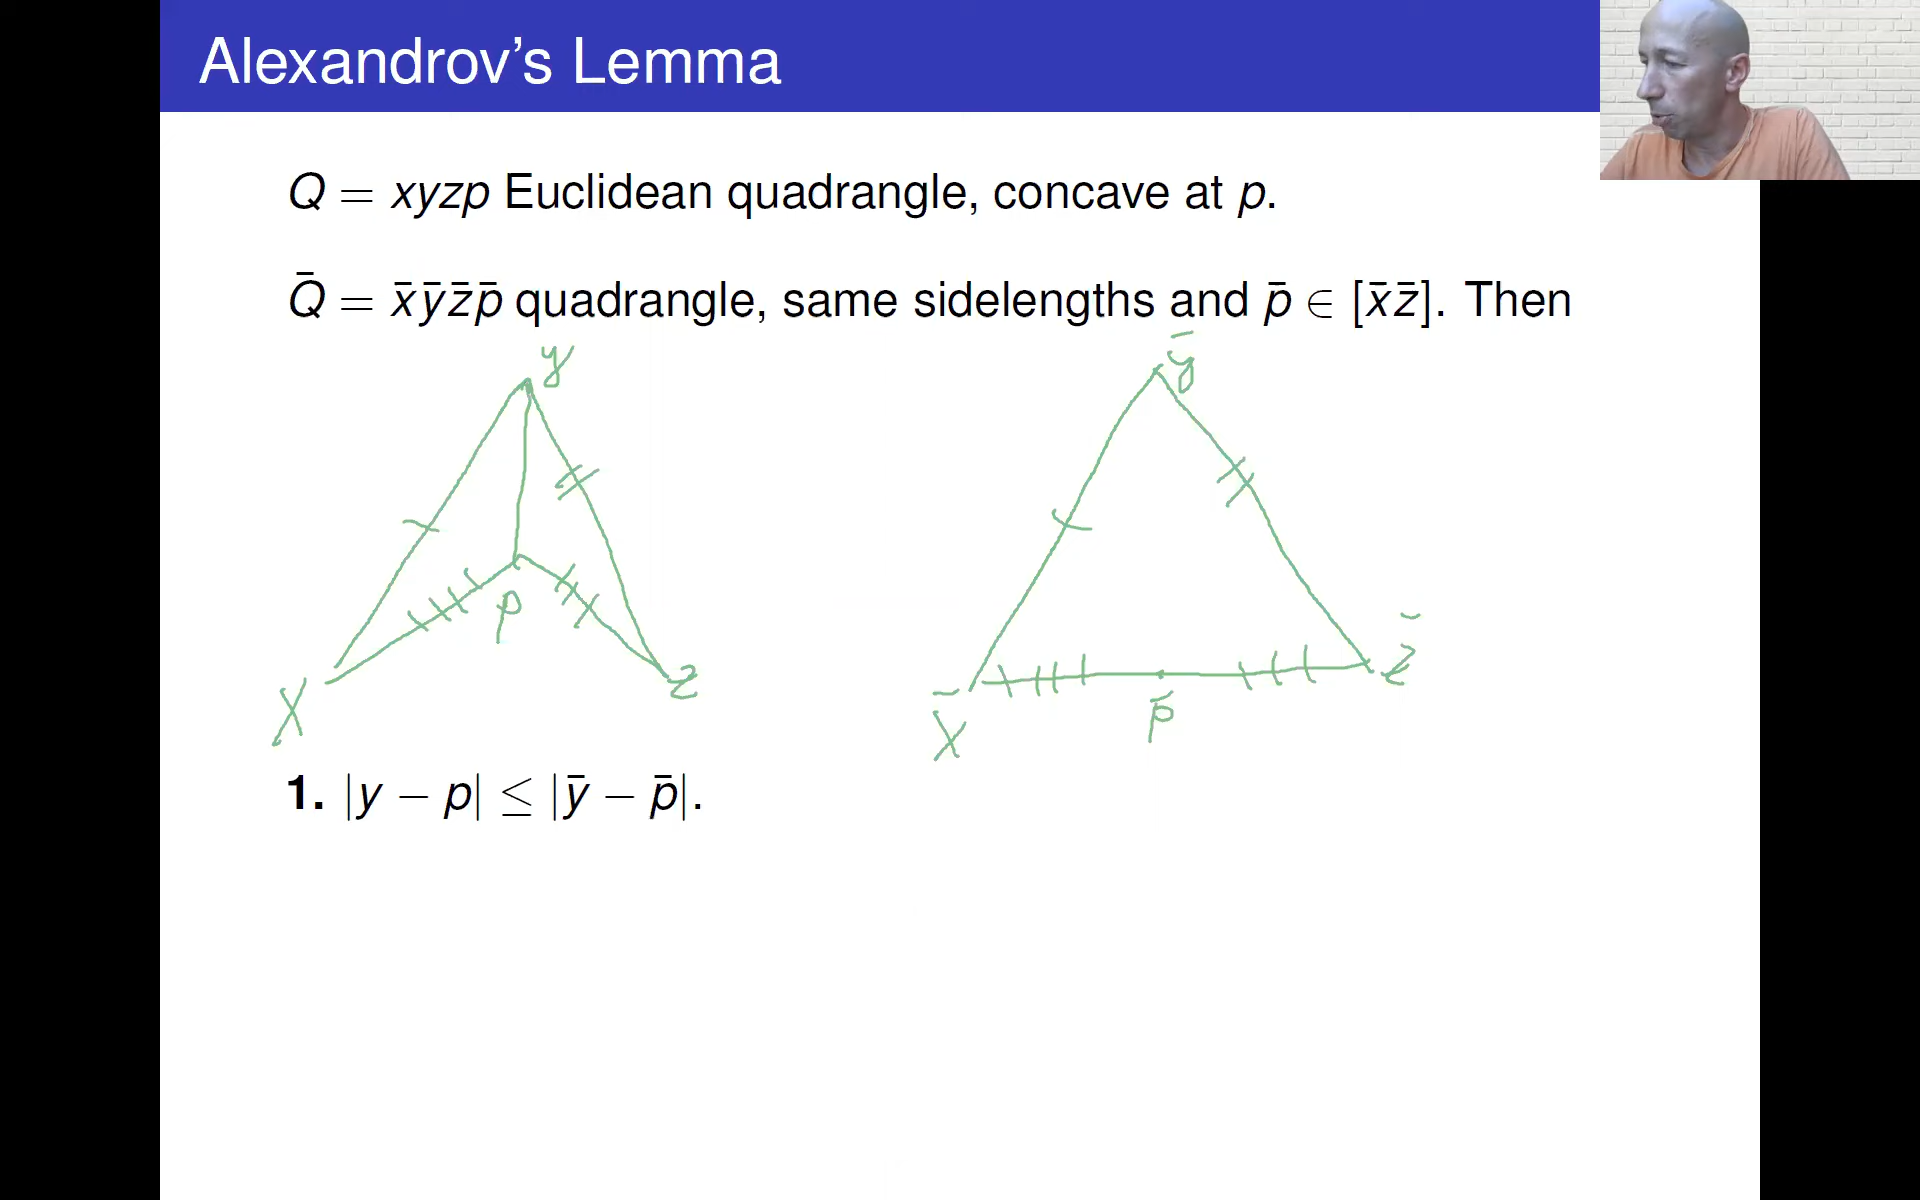 Alexandrov's Lemma
Q = xyzp Euclidean quadrangle, concave at p.
Q̄ = x̄ȳz̄p̄ quadrangle, same sidelengths and p̄ ∈ [x̄z̄]. Then
y
ȳ
p
z
z̄
x
x̄
p̄
1. |y − p| ≤ |ȳ − p̄|.